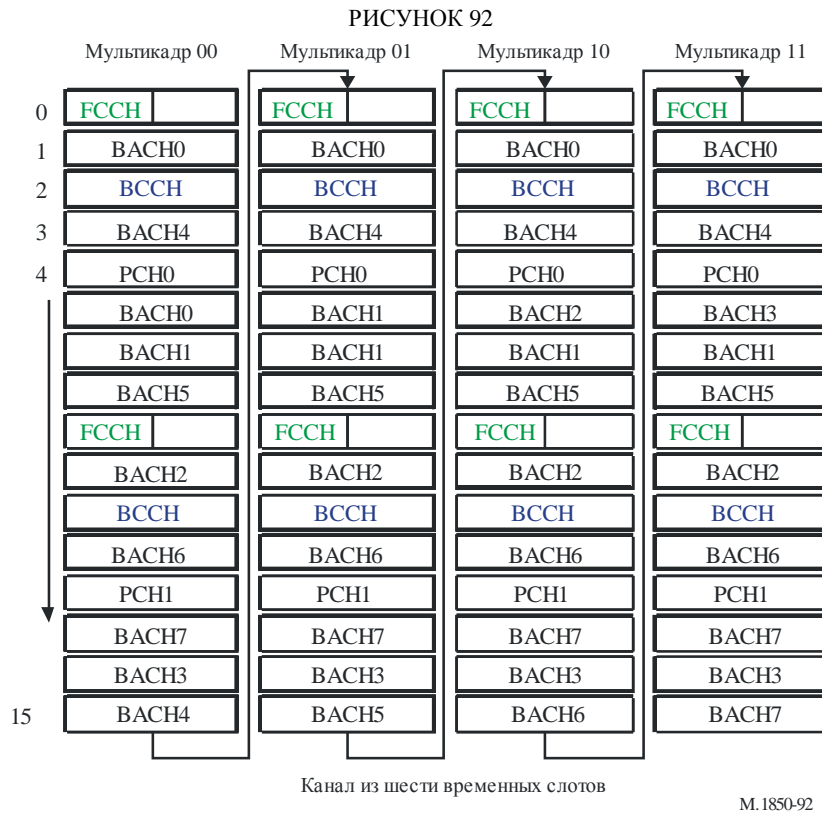 РИСУНОК 92
Мультикадр 00 Мультикадр 01 Мультикадр 10 Мультикадр 11
0 FCCH FCCH FCCH FCCH
1 BACH0 BACH0 BACH0 BACH0
2 BCCH BCCH BCCH BCCH
3 BACH4 BACH4 BACH4 BACH4
4 PCH0 PCH0 PCH0 PCH0
BACH0 BACH1 BACH2 BACH3
BACH1 BACH1 BACH1 BACH1
BACH5 BACH5 BACH5 BACH5
FCCH FCCH FCCH FCCH
BACH2 BACH2 BACH2 BACH2
BCCH BCCH BCCH BCCH
BACH6 BACH6 BACH6 BACH6
PCH1 PCH1 PCH1 PCH1
BACH7 BACH7 BACH7 BACH7
BACH3 BACH3 BACH3 BACH3
15 BACH4 BACH5 BACH6 BACH7
Канал из шести временных слотов
M.1850-92